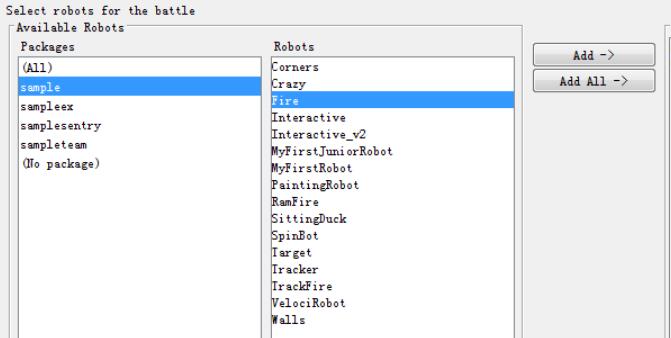 Select robots for the battle
Available Robots
Packages
(All)
sample
sampleex
samplesentry
sampleteam
(No package)
Robots
Corners
Crazy
Fire
Interactive
Interactive_v2
MyFirstJuniorRobot
MyFirstRobot
PaintingRobot
RamFire
SittingDuck
SpinBot
Target
Tracker
TrackFire
VelociRobot
Walls
Add ->
Add All ->